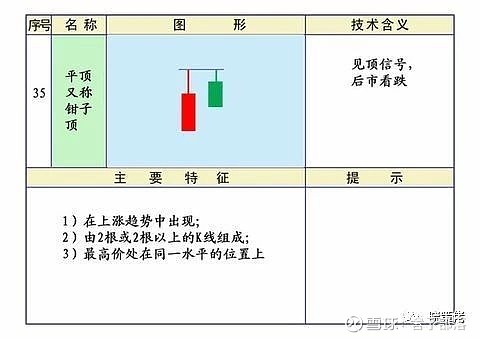 序号 名称 图形 技术含义
35
平顶
又称
钳子
顶
见顶信号,
后市看跌
主要特征 提示
1）在上涨趋势中出现;
2）由2根或2根以上的K线组成;
3）最高价处在同一水平的位置上
雪球: